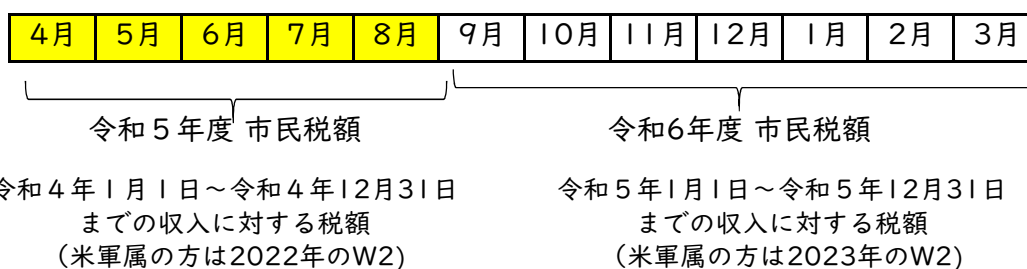 4月 5月 6月 7月 8月 9月 10月 11月 12月 1月 2月 3月
令和5年度 市民税額
令和6年度 市民税額
令和4年1月1日~令和4年12月31日
までの収入に対する税額
(米軍属の方は2022年のW2)
令和5年1月1日~令和5年12月31日
までの収入に対する税額
(米軍属の方は2023年のW2)